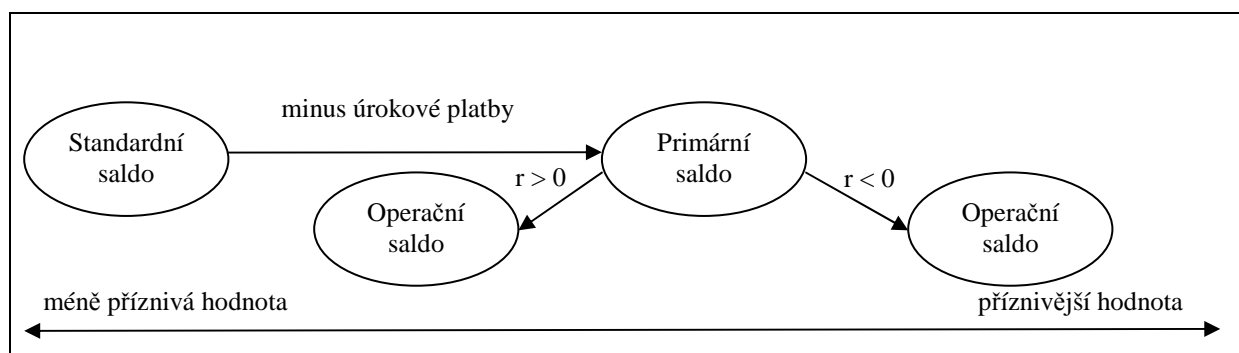 minus úrokové platby
Standardní
saldo
Primární
saldo
r > 0
r < 0
Operační
saldo
Operační
saldo
méně příznivá hodnota
příznivější hodnota